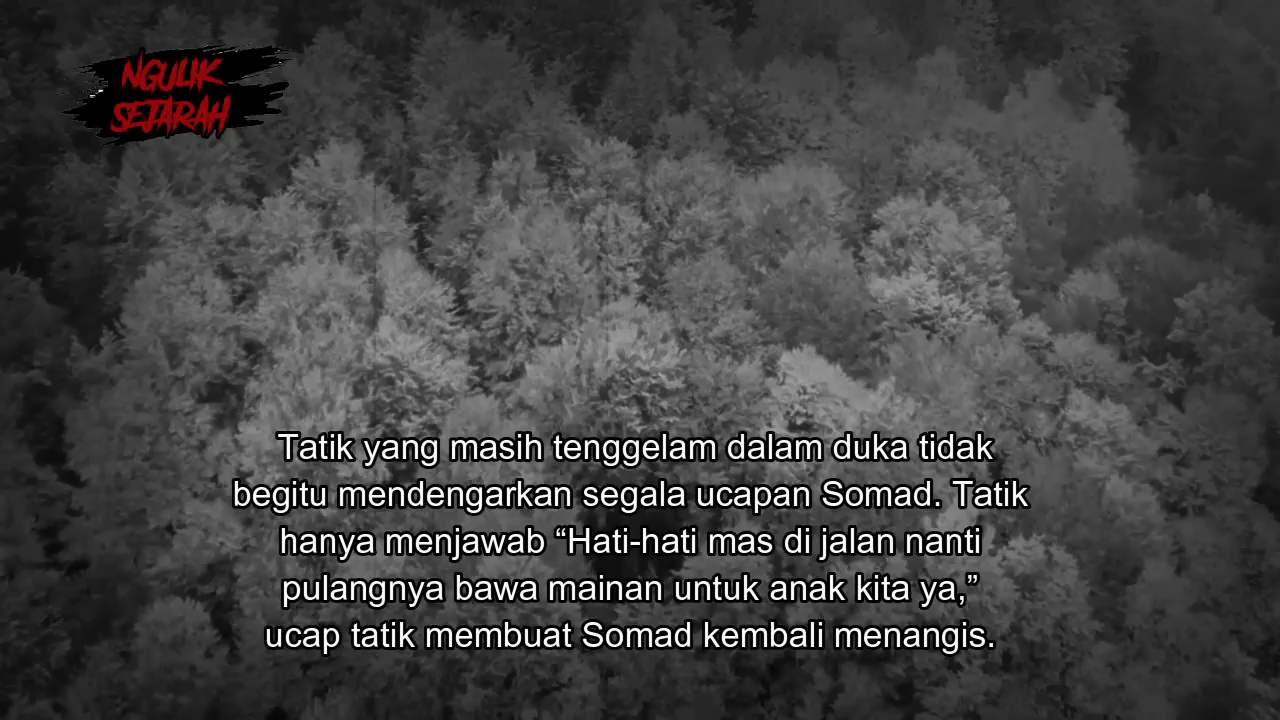 NGULIK
SEJARAH
Tatik yang masih tenggelam dalam duka tidak
begitu mendengarkan segala ucapan Somad. Tatik
hanya menjawab “Hati-hati mas di jalan nanti
pulangnya bawa mainan untuk anak kita ya,”
ucap tatik membuat Somad kembali menangis.